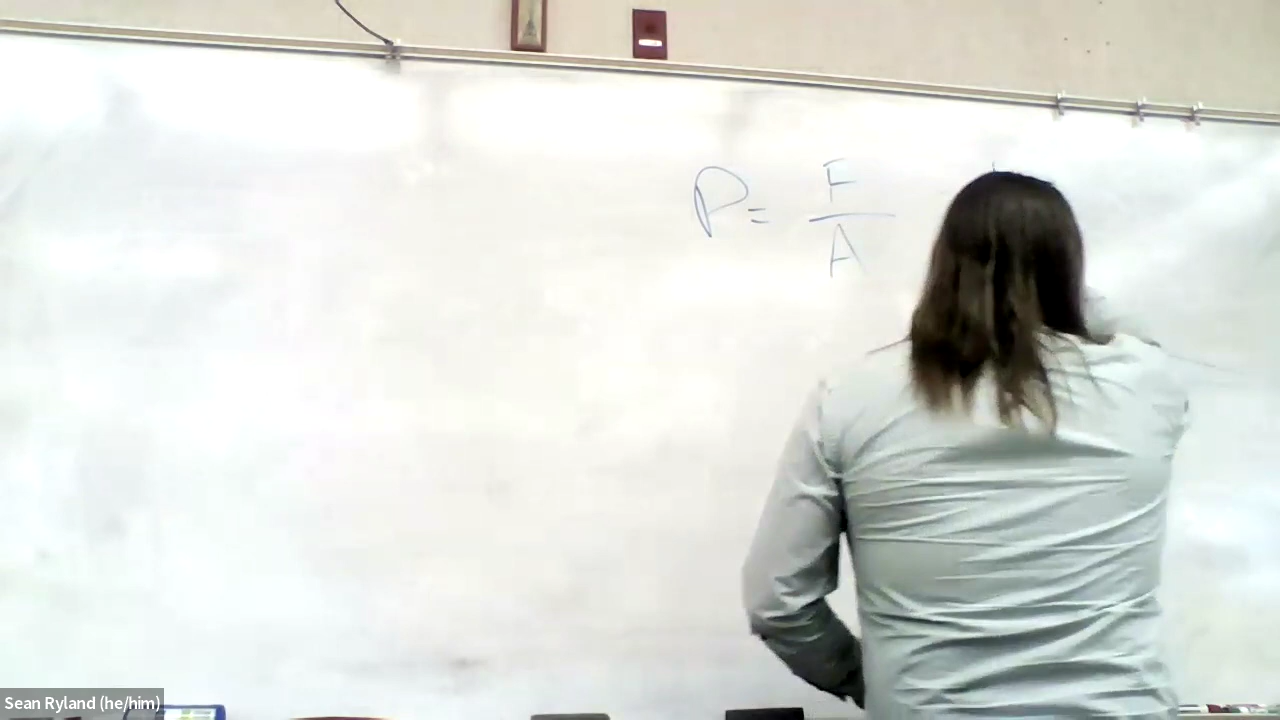 P = F/A
Sean Ryland (he/him)